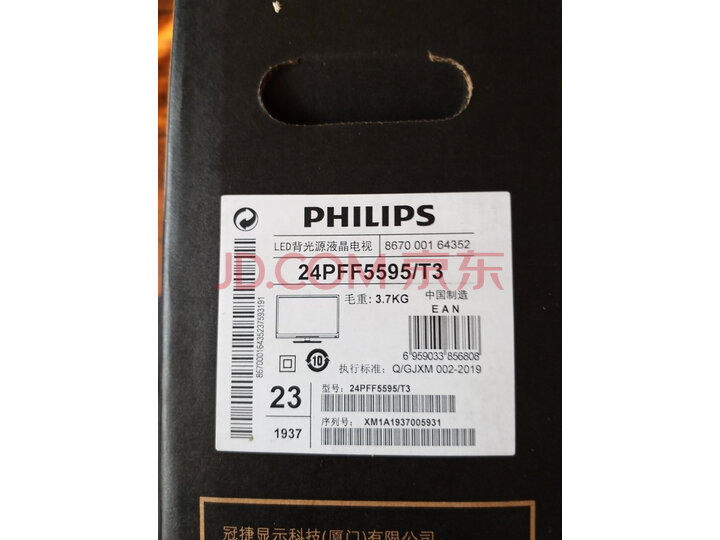 PHILIPS
LED背光源液晶电视 8670 001 64352
24PFF5595/T3
JD.COM 京东
毛重: 3.7KG 中国制造
EAN
6 959033 856808
10
执行标准: Q/GJXM 002-2019
23
型号: 24PFF5595/T3
1937
序列号: XM1A1937005931
867000164352375931​91
冠捷显示科技(厦门)有限公司